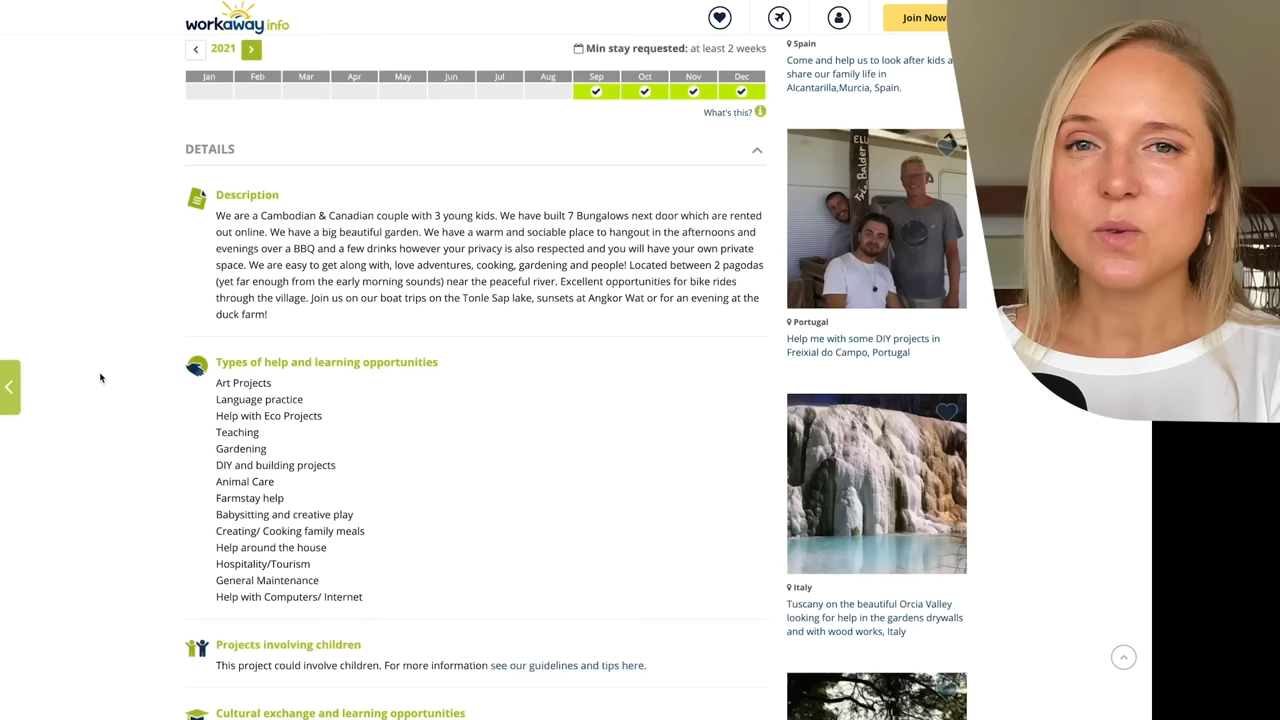 workaway.info
Join Now
2021
Min stay requested: at least 2 weeks
Jan Feb Mar Apr May Jun Jul Aug Sep Oct Nov Dec
What's this?
DETAILS
Description
We are a Cambodian & Canadian couple with 3 young kids. We have built 7 Bungalows next door which are rented
out online. We have a big beautiful garden. We have a warm and sociable place to hangout in the afternoons and
evenings over a BBQ and a few drinks however your privacy is also respected and you will have your own private
space. We are easy to get along with, love adventures, cooking, gardening and people! Located between 2 pagodas
(yet far enough from the early morning sounds) near the peaceful river. Excellent opportunities for bike rides
through the village. Join us on our boat trips on the Tonle Sap lake, sunsets at Angkor Wat or for an evening at the
duck farm!
Types of help and learning opportunities
Art Projects
Language practice
Help with Eco Projects
Teaching
Gardening
DIY and building projects
Animal Care
Farmstay help
Babysitting and creative play
Creating/ Cooking family meals
Help around the house
Hospitality/Tourism
General Maintenance
Help with Computers/ Internet
Projects involving children
This project could involve children. For more information see our guidelines and tips here.
Cultural exchange and learning opportunities
Spain
Come and help us to look after kids a
share our family life in
Alcantarilla,Murcia, Spain.
Portugal
Help me with some DIY projects in
Freixial do Campo, Portugal
Italy
Tuscany on the beautiful Orcia Valley
looking for help in the gardens drywalls
and with wood works, Italy